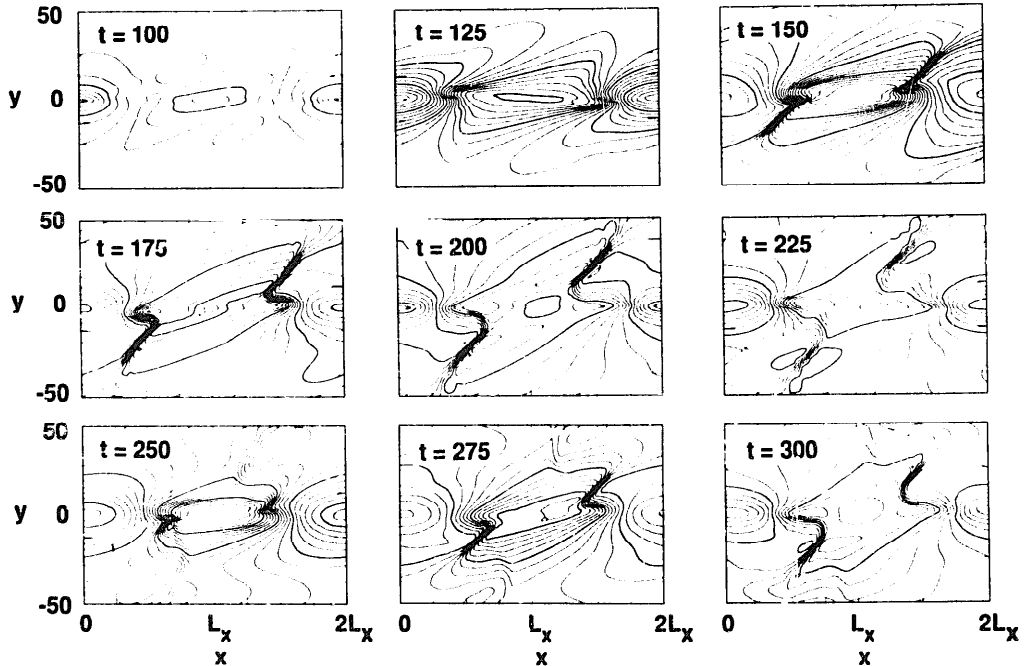 50
t = 100
t = 125
t = 150
y
0
-50
50
t = 175
t = 200
t = 225
y
0
-50
50
t = 250
t = 275
t = 300
y
0
-50
0
Lx
2Lx
0
Lx
2Lx
0
Lx
2Lx
x
x
x